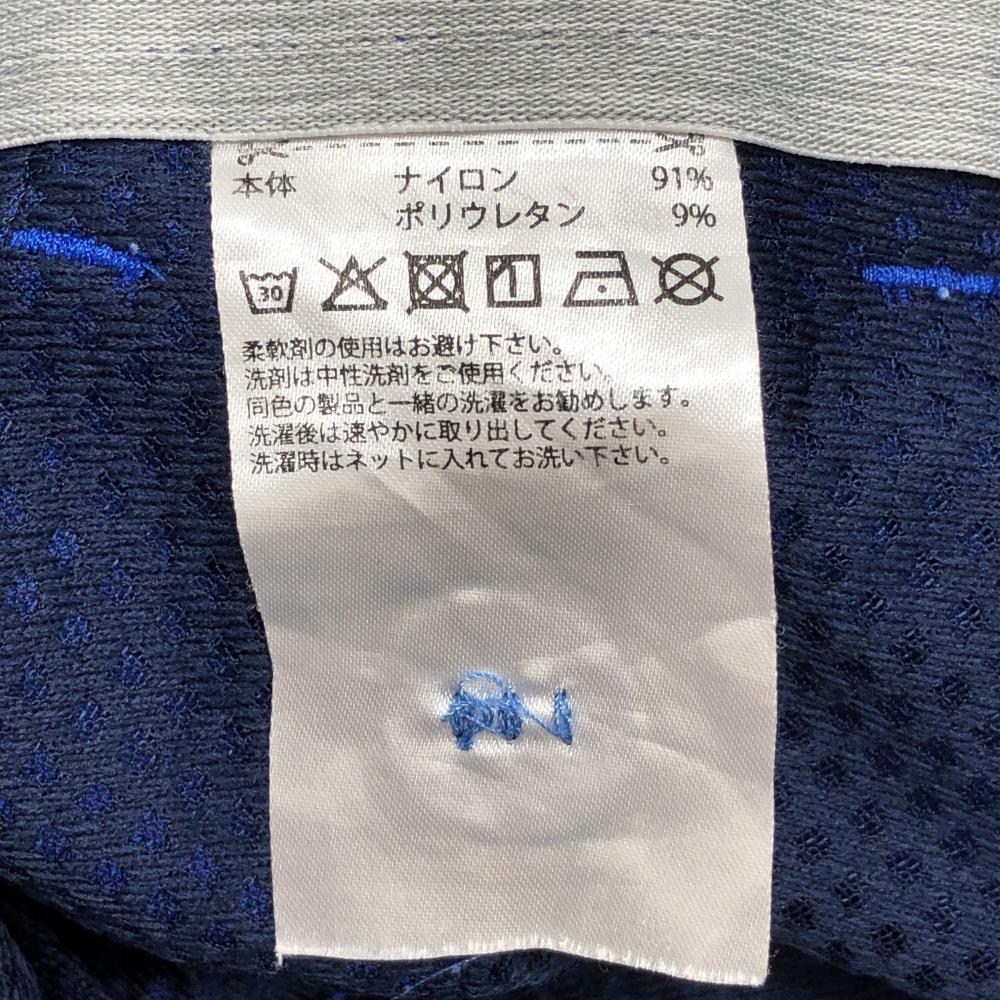 本体 ナイロン 91%
ポリウレタン 9%
30
柔軟剤の使用はお避け下さい。
洗剤は中性洗剤をご使用ください。
同色の製品と一緒の洗濯をお勧めします。
洗濯後は速やかに取り出してください。
洗濯時はネットに入れてお洗い下さい。